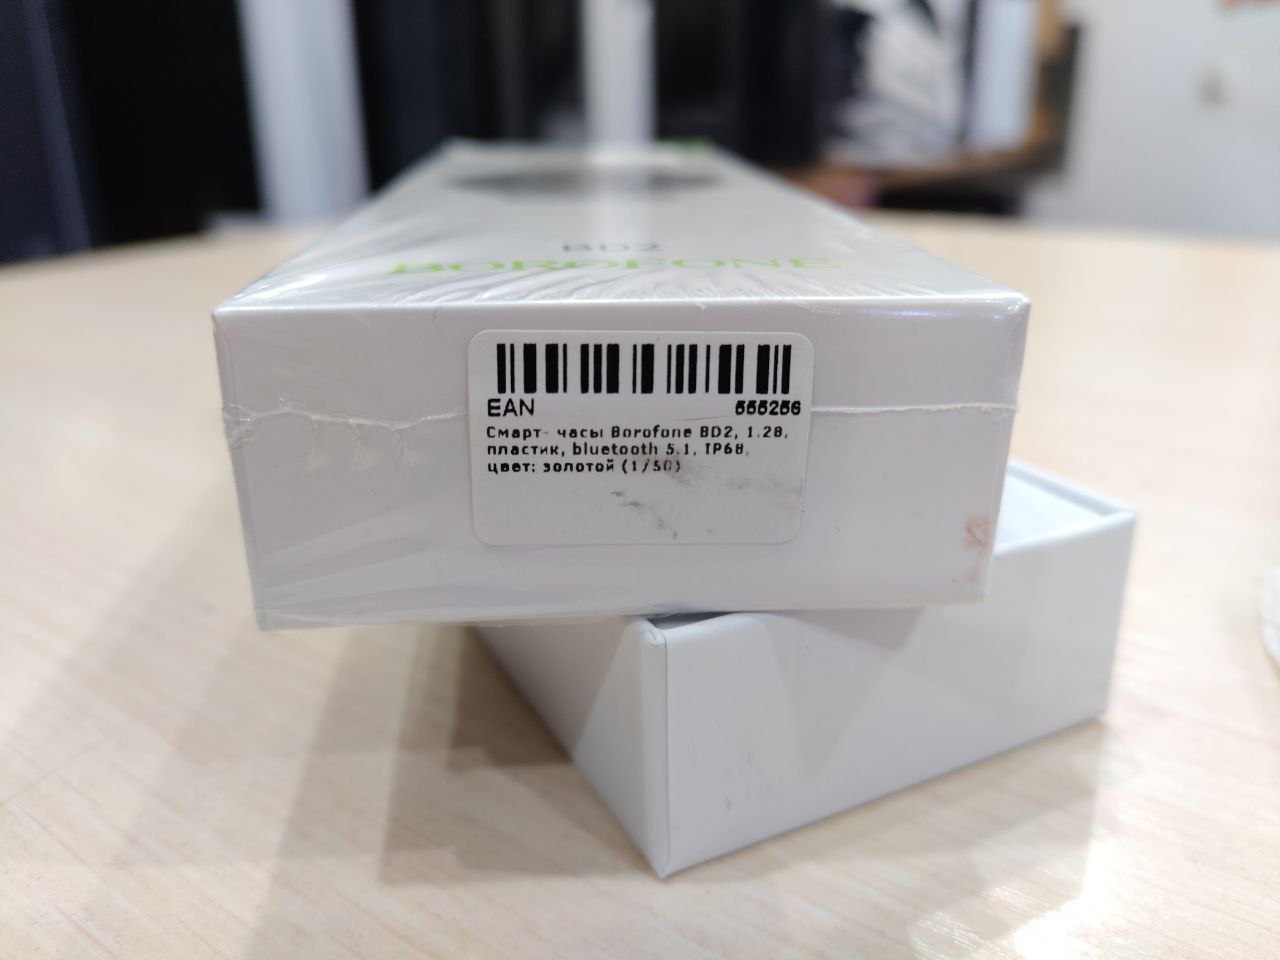 BD2
BOROFONE
EAN 555256
Смарт- часы Borofone BD2, 1.28,
пластик, bluetooth 5.1, IP68,
цвет: золотой (1/50)